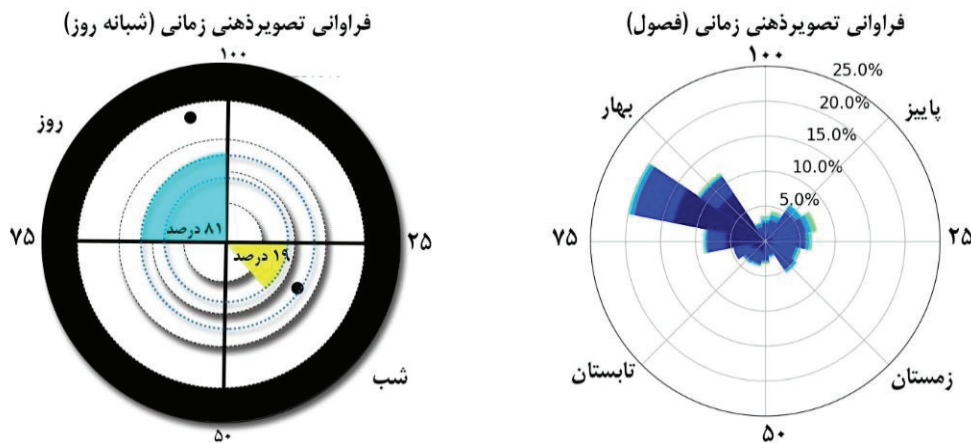 فراوانی تصویرذهنی زمانی (فصول)
۱۰۰
25.0%
20.0%
15.0%
10.0%
5.0%
بهار
پاییز
۷۵
۲۵
تابستان
زمستان
۵۰
فراوانی تصویرذهنی زمانی (شبانه روز)
۱۰۰
روز
۷۵
۲۵
۸۱ درصد
۱۹ درصد
شب
۵۰